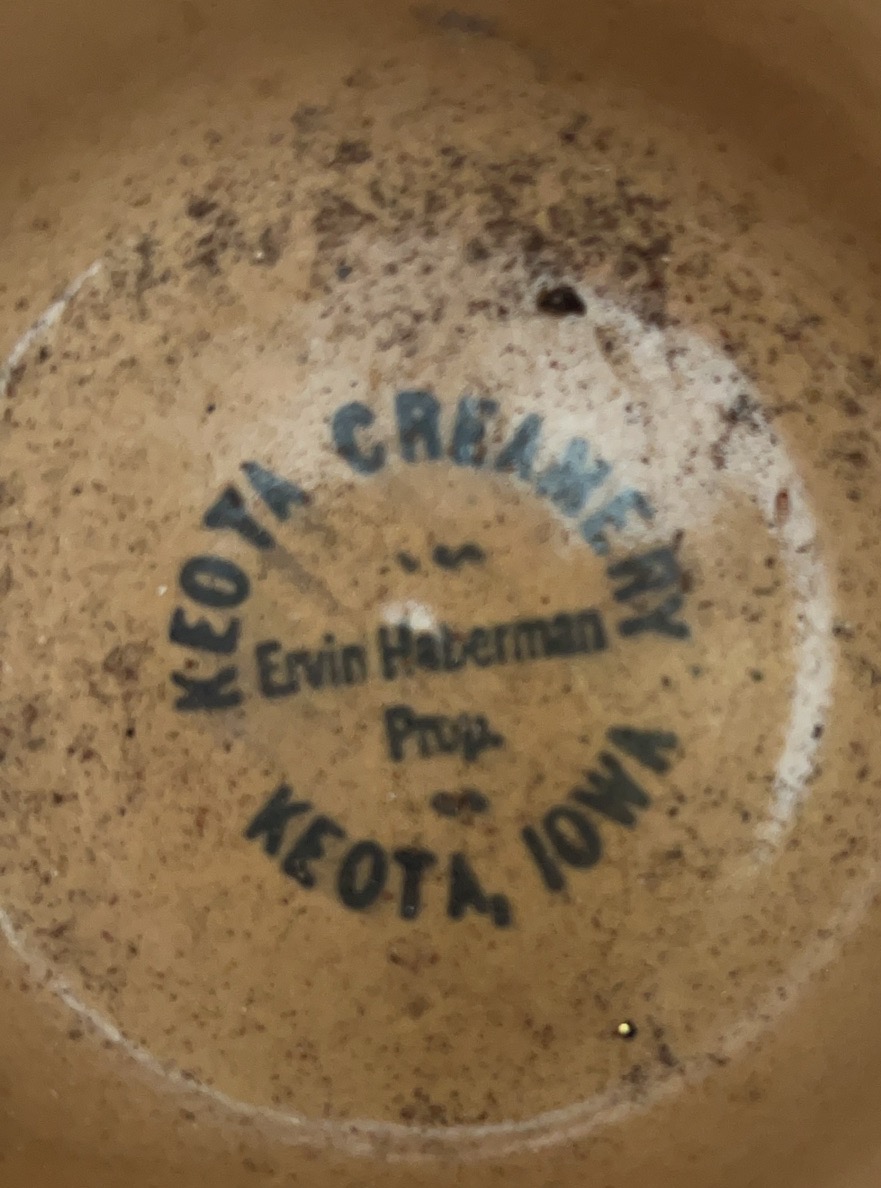 KEOTA CREAMERY
Ervin Haberman
Prop.
KEOTA, IOWA